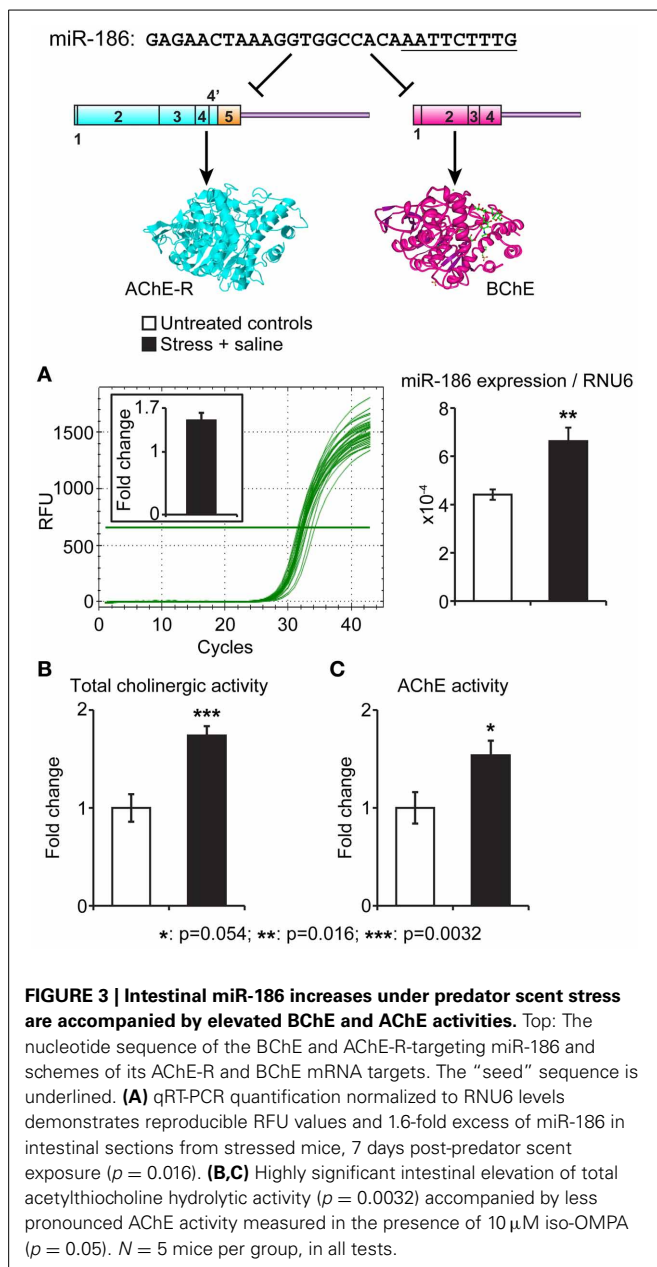 miR-186: GAGAACTAAAGGTGGCCACAAATTCTTTG
4'
2 3 4 5
1
2 3 4
1
AChE-R
BChE
Untreated controls
Stress + saline
A
Fold change
1.7
1
0
RFU
1500
1000
500
0
0 10 20 30 40
Cycles
miR-186 expression / RNU6
x10⁻⁴
8
6
4
2
0
**
B
Total cholinergic activity
Fold change
2
1
0
***
C
AChE activity
Fold change
2
1
0
*
*: p=0.054; **: p=0.016; ***: p=0.0032
FIGURE 3 | Intestinal miR-186 increases under predator scent stress
are accompanied by elevated BChE and AChE activities. Top: The
nucleotide sequence of the BChE and AChE-R-targeting miR-186 and
schemes of its AChE-R and BChE mRNA targets. The “seed” sequence is
underlined. (A) qRT-PCR quantification normalized to RNU6 levels
demonstrates reproducible RFU values and 1.6-fold excess of miR-186 in
intestinal sections from stressed mice, 7 days post-predator scent
exposure (p = 0.016). (B,C) Highly significant intestinal elevation of total
acetylthiocholine hydrolytic activity (p = 0.0032) accompanied by less
pronounced AChE activity measured in the presence of 10 μM iso-OMPA
(p = 0.05). N = 5 mice per group, in all tests.